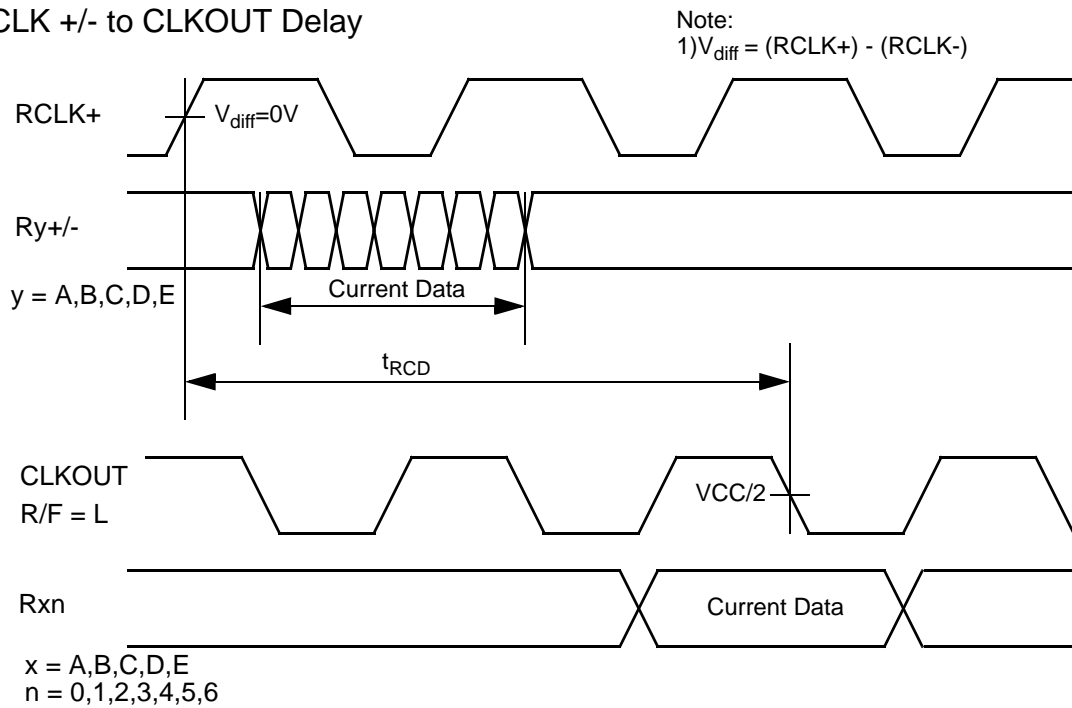 CLK +/- to CLKOUT Delay
Note:
1)Vdiff = (RCLK+) - (RCLK-)
RCLK+
Vdiff=0V
Ry+/-
y = A,B,C,D,E
Current Data
tRCD
CLKOUT
R/F = L
VCC/2
Rxn
Current Data
x = A,B,C,D,E
n = 0,1,2,3,4,5,6